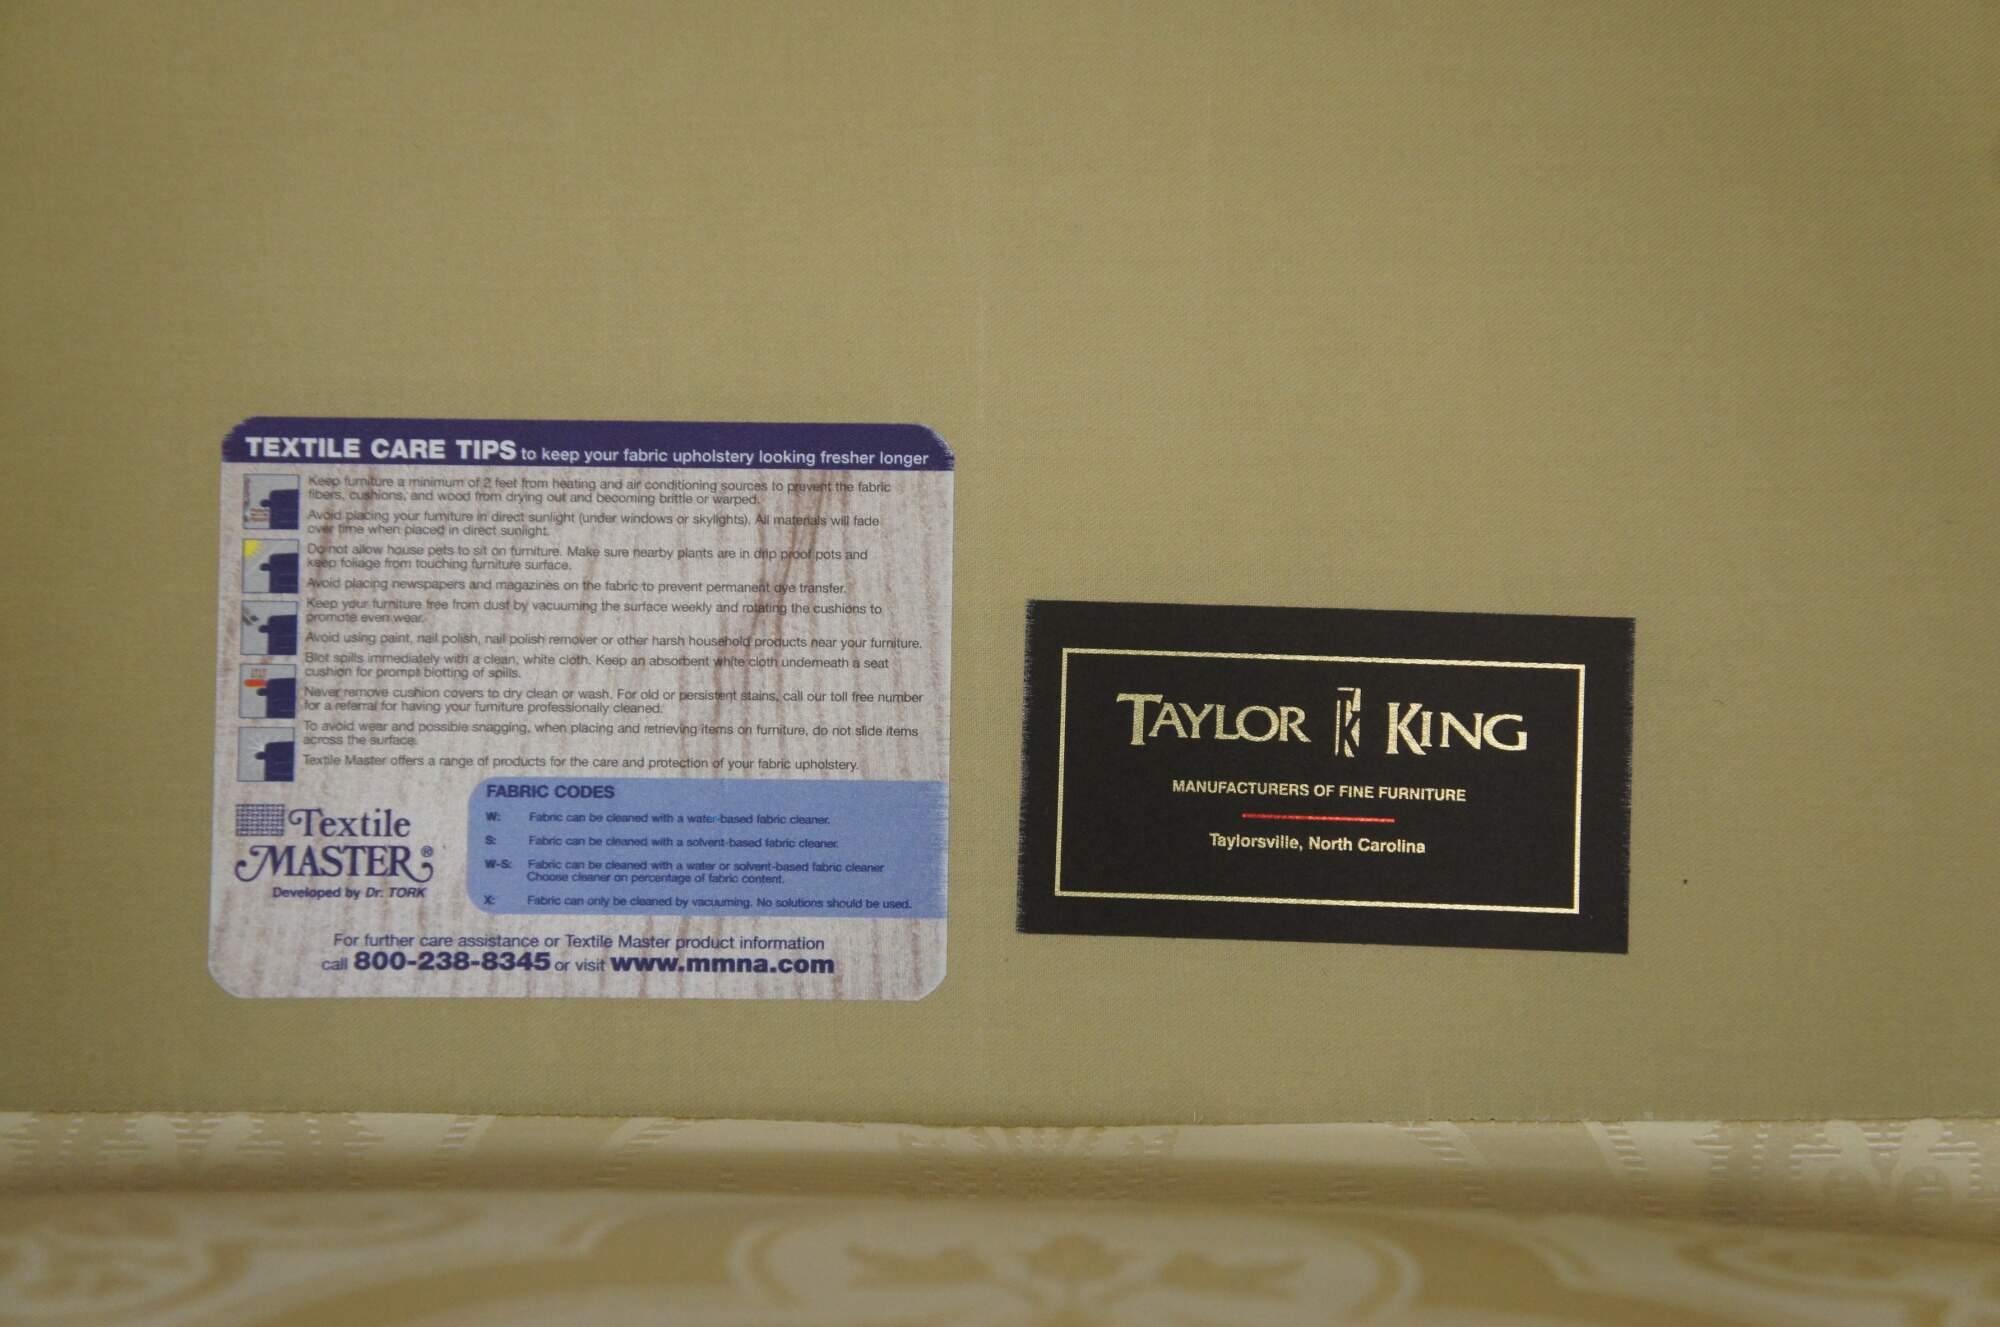 TEXTILE CARE TIPS to keep your fabric upholstery looking fresher longer
Keep furniture a minimum of 2 feet from heating and air conditioning sources to prevent the fabric
fibers, cushions, and wood from drying out and becoming brittle or warped.
Avoid placing your furniture in direct sunlight (under windows or skylights). All materials will fade
over time when placed in direct sunlight.
Do not allow house pets to sit on furniture. Make sure nearby plants are in drip proof pots and
keep foliage from touching furniture surface.
Avoid placing newspapers and magazines on the fabric to prevent permanent dye transfer.
Keep your furniture free from dust by vacuuming the surface weekly and rotating the cushions to
promote even wear.
Avoid using paint, nail polish, nail polish remover or other harsh household products near your furniture.
Blot spills immediately with a clean, white cloth. Keep an absorbent white cloth underneath a seat
cushion for prompt blotting of spills.
Never remove cushion covers to dry clean or wash. For old or persistent stains, call our toll free number
for a referral for having your furniture professionally cleaned.
To avoid wear and possible snagging, when placing and retrieving items on furniture, do not slide items
across the surface.
Textile Master offers a range of products for the care and protection of your fabric upholstery.
Textile
MASTER®
Developed by Dr. TORK
FABRIC CODES
W: Fabric can be cleaned with a water-based fabric cleaner.
S: Fabric can be cleaned with a solvent-based fabric cleaner.
W-S: Fabric can be cleaned with a water or solvent-based fabric cleaner
Choose cleaner on percentage of fabric content.
X: Fabric can only be cleaned by vacuuming. No solutions should be used.
For further care assistance or Textile Master product information
call 800-238-8345 or visit www.mmna.com
TAYLOR KING
MANUFACTURERS OF FINE FURNITURE
Taylorsville, North Carolina